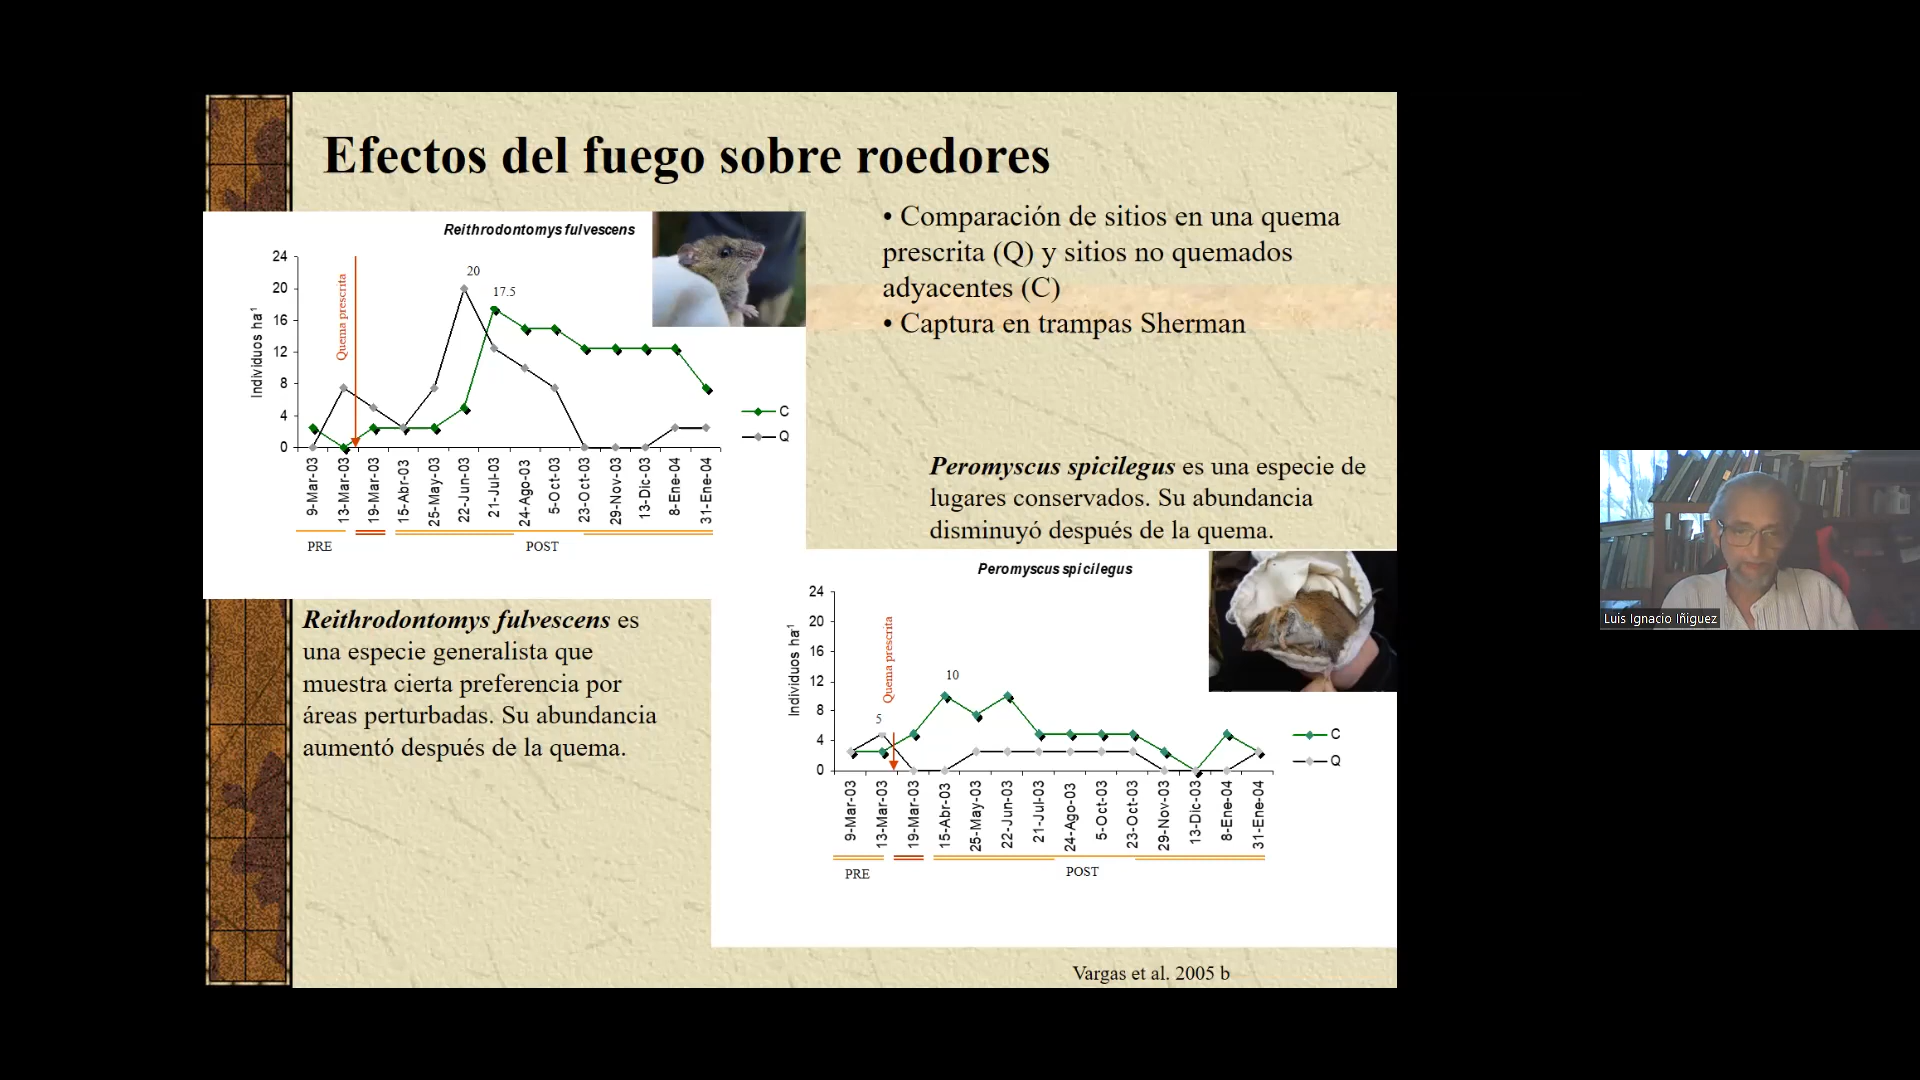 Efectos del fuego sobre roedores
Reithrodontomys fulvescens
24
20
16
12
8
4
0
Individuos ha-1
Quema prescrita
20
17.5
C
Q
9-Mar-03
13-Mar-03
19-Mar-03
15-Abr-03
25-May-03
22-Jun-03
21-Jul-03
24-Ago-03
5-Oct-03
23-Oct-03
29-Nov-03
13-Dic-03
8-Ene-04
31-Ene-04
PRE
POST
• Comparación de sitios en una quema
prescrita (Q) y sitios no quemados
adyacentes (C)
• Captura en trampas Sherman
Peromyscus spicilegus es una especie de
lugares conservados. Su abundancia
disminuyó después de la quema.
Reithrodontomys fulvescens es
una especie generalista que
muestra cierta preferencia por
áreas perturbadas. Su abundancia
aumentó después de la quema.
Peromyscus spicilegus
24
20
16
12
8
4
0
Individuos ha-1
Quema prescrita
5
10
C
Q
9-Mar-03
13-Mar-03
19-Mar-03
15-Abr-03
25-May-03
22-Jun-03
21-Jul-03
24-Ago-03
5-Oct-03
23-Oct-03
29-Nov-03
13-Dic-03
8-Ene-04
31-Ene-04
PRE
POST
Vargas et al. 2005 b
Luis Ignacio Iñiguez